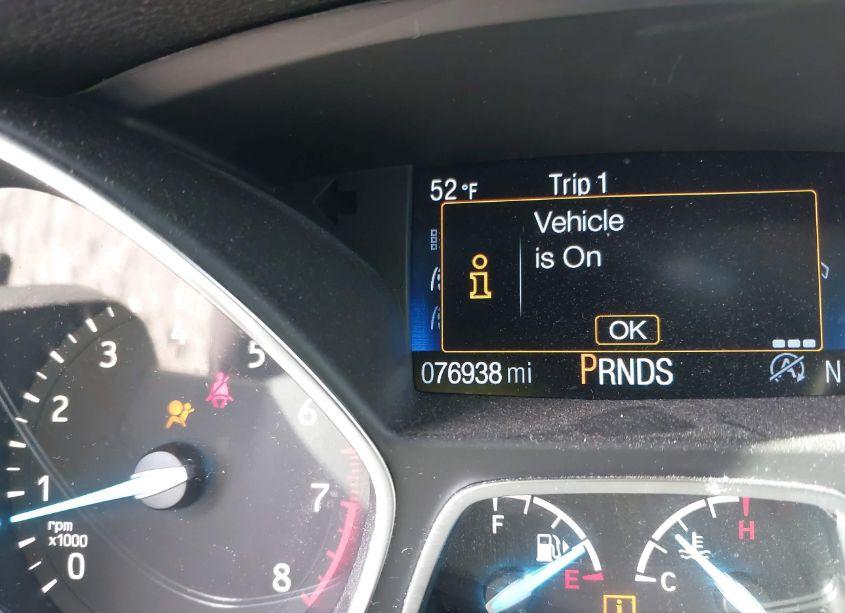 52 °F Trip 1
Vehicle
is On
OK
076938 mi PRNDS A N
0
1
2
3
4
5
6
7
8
rpm
x1000
F
E
H
C